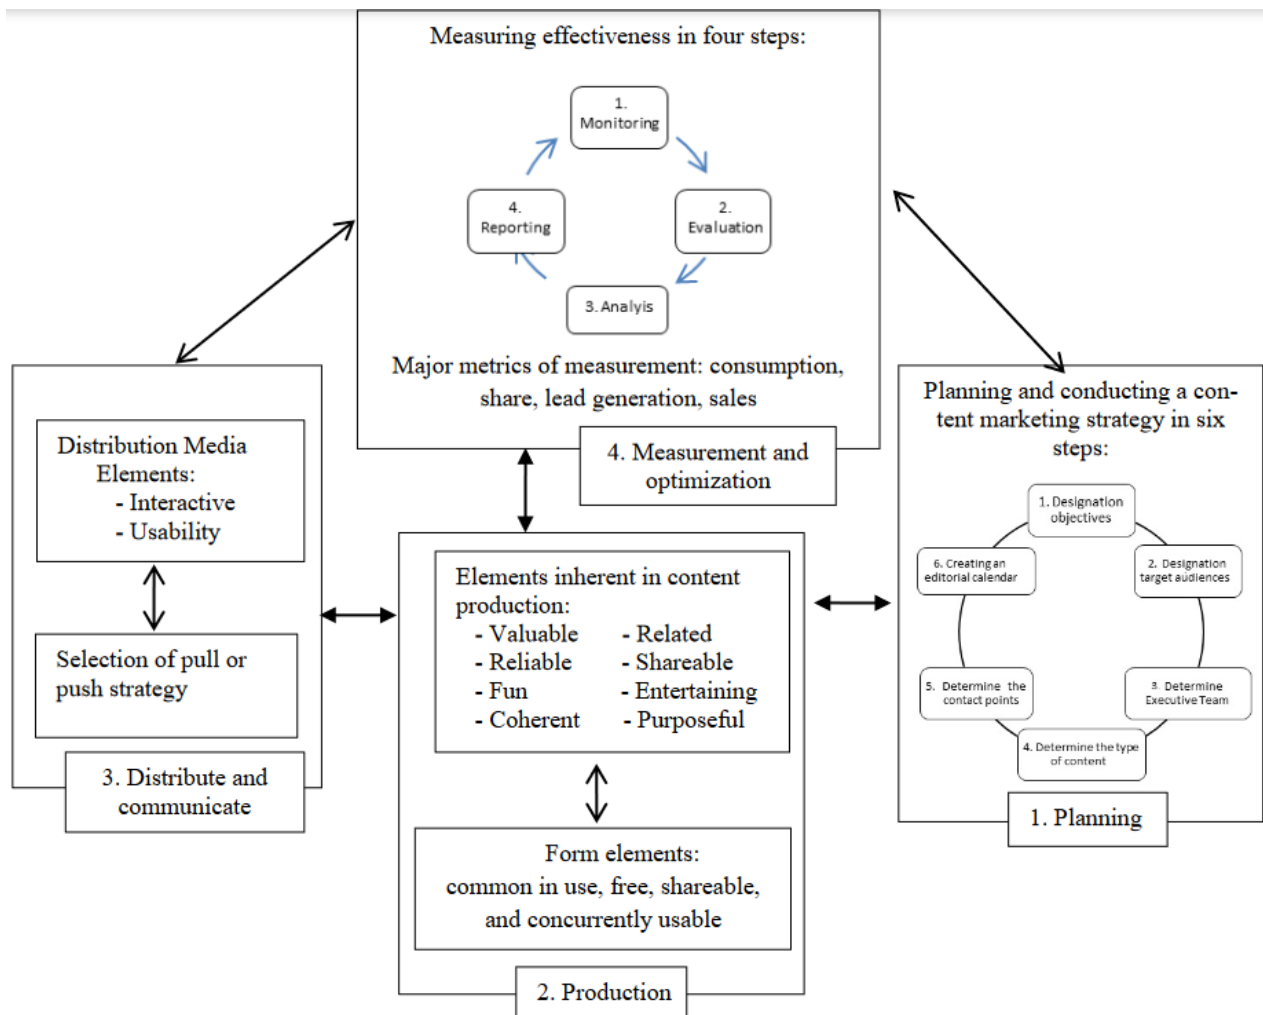 Measuring effectiveness in four steps:
1.
Monitoring
2.
Evaluation
3. Analyis
4.
Reporting
Major metrics of measurement: consumption,
share, lead generation, sales
4. Measurement and
optimization
Distribution Media
Elements:
- Interactive
- Usability
Selection of pull or
push strategy
3. Distribute and
communicate
Elements inherent in content
production:
- Valuable - Related
- Reliable - Shareable
- Fun - Entertaining
- Coherent - Purposeful
Form elements:
common in use, free, shareable,
and concurrently usable
2. Production
Planning and conducting a con-
tent marketing strategy in six
steps:
1. Designation
objectives
2. Designation
target audiences
3. Determine
Executive Team
4. Determine the type
of content
5. Determine the
contact points
6. Creating an
editorial calendar
1. Planning